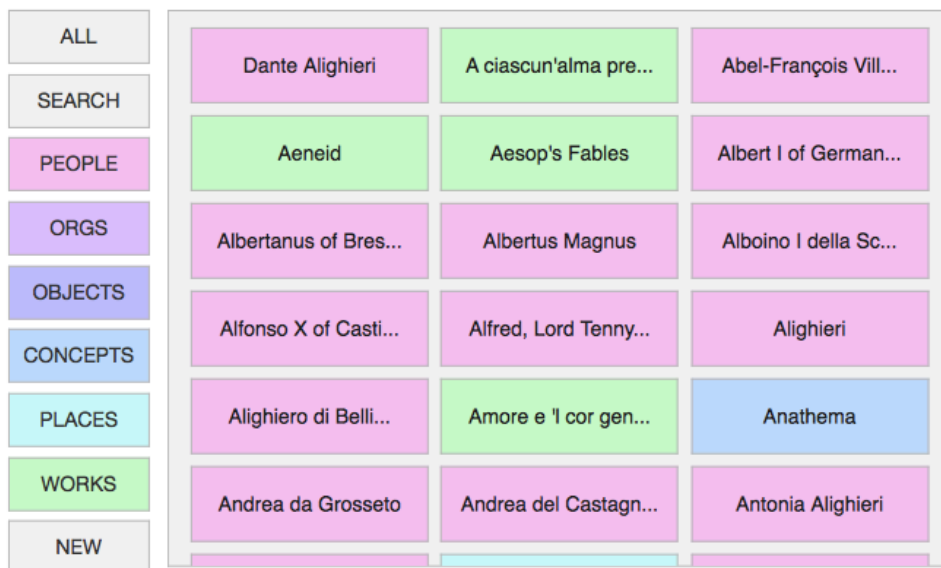 ALL
SEARCH
PEOPLE
ORGS
OBJECTS
CONCEPTS
PLACES
WORKS
NEW
Dante Alighieri
A ciascun'alma pre...
Abel-François Vill...
Aeneid
Aesop's Fables
Albert I of German...
Albertanus of Bres...
Albertus Magnus
Alboino I della Sc...
Alfonso X of Casti...
Alfred, Lord Tenny...
Alighieri
Alighiero di Belli...
Amore e 'l cor gen...
Anathema
Andrea da Grosseto
Andrea del Castagn...
Antonia Alighieri